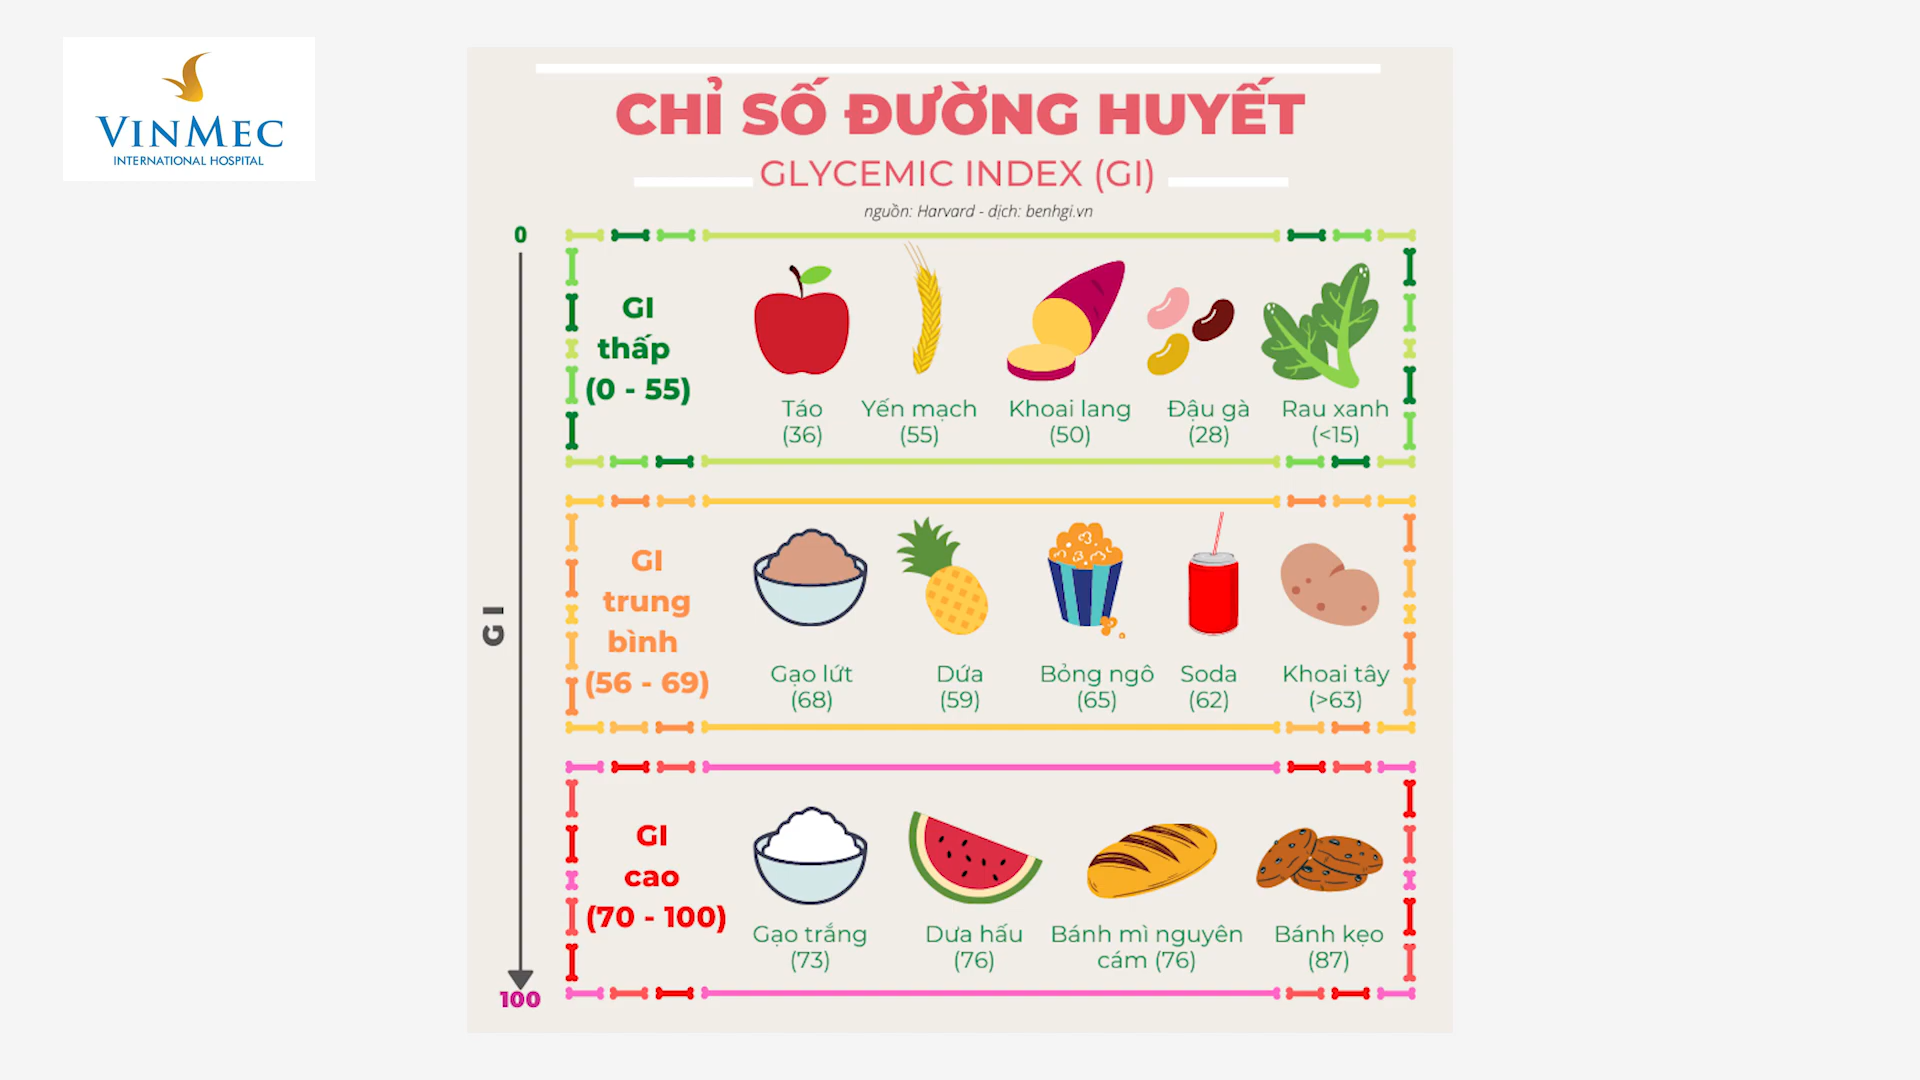 VINMEC
INTERNATIONAL HOSPITAL
CHỈ SỐ ĐƯỜNG HUYẾT
GLYCEMIC INDEX (GI)
nguồn: Harvard - dịch: benhgi.vn
0
GI
thấp
(0 - 55)
Táo
(36)
Yến mạch
(55)
Khoai lang
(50)
Đậu gà
(28)
Rau xanh
(<15)
GI
GI
trung
bình
(56 - 69)
Gạo lứt
(68)
Dứa
(59)
Bỏng ngô
(65)
Soda
(62)
Khoai tây
(>63)
GI
cao
(70 - 100)
Gạo trắng
(73)
Dưa hấu
(76)
Bánh mì nguyên
cám (76)
Bánh kẹo
(87)
100